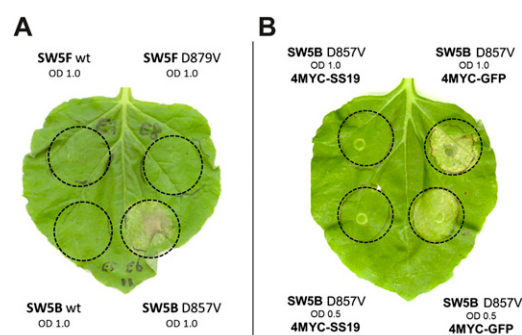 A
SW5F wt
OD 1.0
SW5F D879V
OD 1.0
SW5B wt
OD 1.0
SW5B D857V
OD 1.0
B
SW5B D857V
OD 1.0
4MYC-SS19
SW5B D857V
OD 1.0
4MYC-GFP
SW5B D857V
OD 0.5
4MYC-SS19
SW5B D857V
OD 0.5
4MYC-GFP